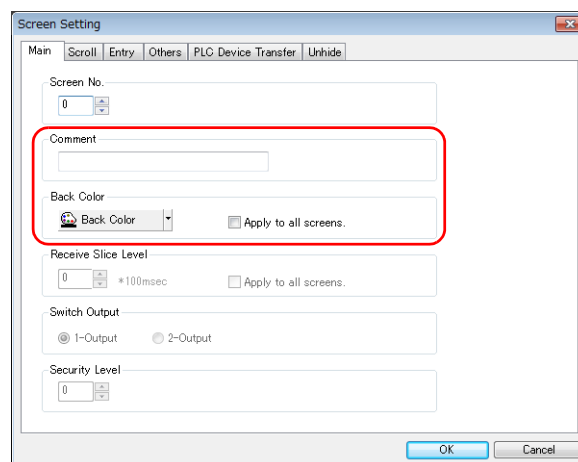 Screen Setting
Main Scroll Entry Others PLC Device Transfer Unhide
Screen No.
0
Comment
Back Color
Back Color Apply to all screens.
Receive Slice Level
0 *100msec Apply to all screens.
Switch Output
1-Output 2-Output
Security Level
0
OK Cancel